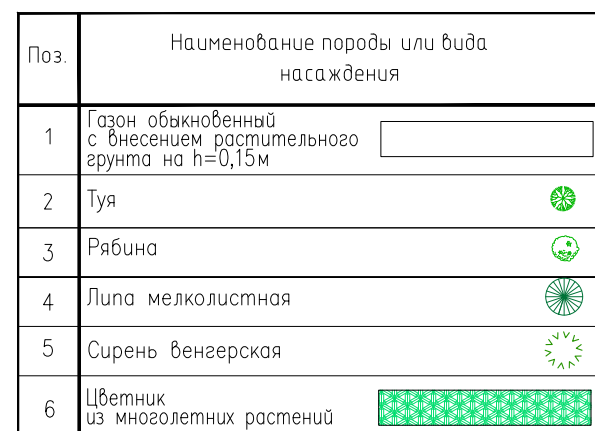 Поз.
Наименование породы или вида
насаждения
1
Газон обыкновенный
с внесением растительного
грунта на h=0,15м
2
Туя
3
Рябина
4
Липа мелколистная
5
Сирень венгерская
6
Цветник
из многолетних растений